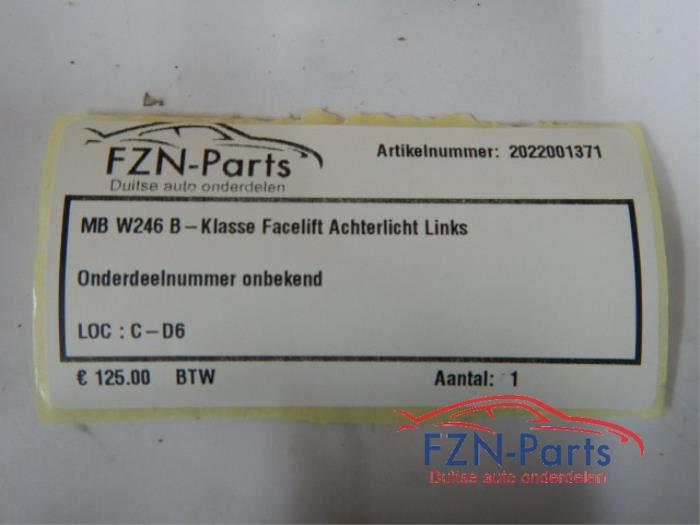 FZN-Parts
Duitse auto onderdelen
Artikelnummer: 2022001371
MB W246 B-Klasse Facelift Achterlicht Links
Onderdeelnummer onbekend
LOC : C-D6
€ 125.00 BTW
Aantal: 1
FZN-Parts
Duitse auto onderdelen